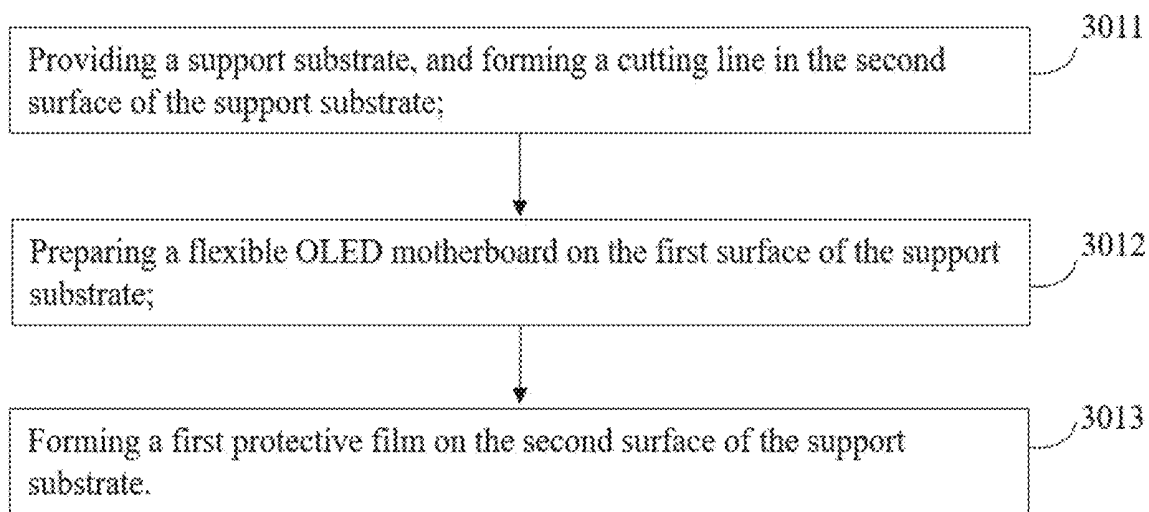 3011
Providing a support substrate, and forming a cutting line in the second
surface of the support substrate;
3012
Preparing a flexible OLED motherboard on the first surface of the support
substrate;
3013
Forming a first protective film on the second surface of the support
substrate.